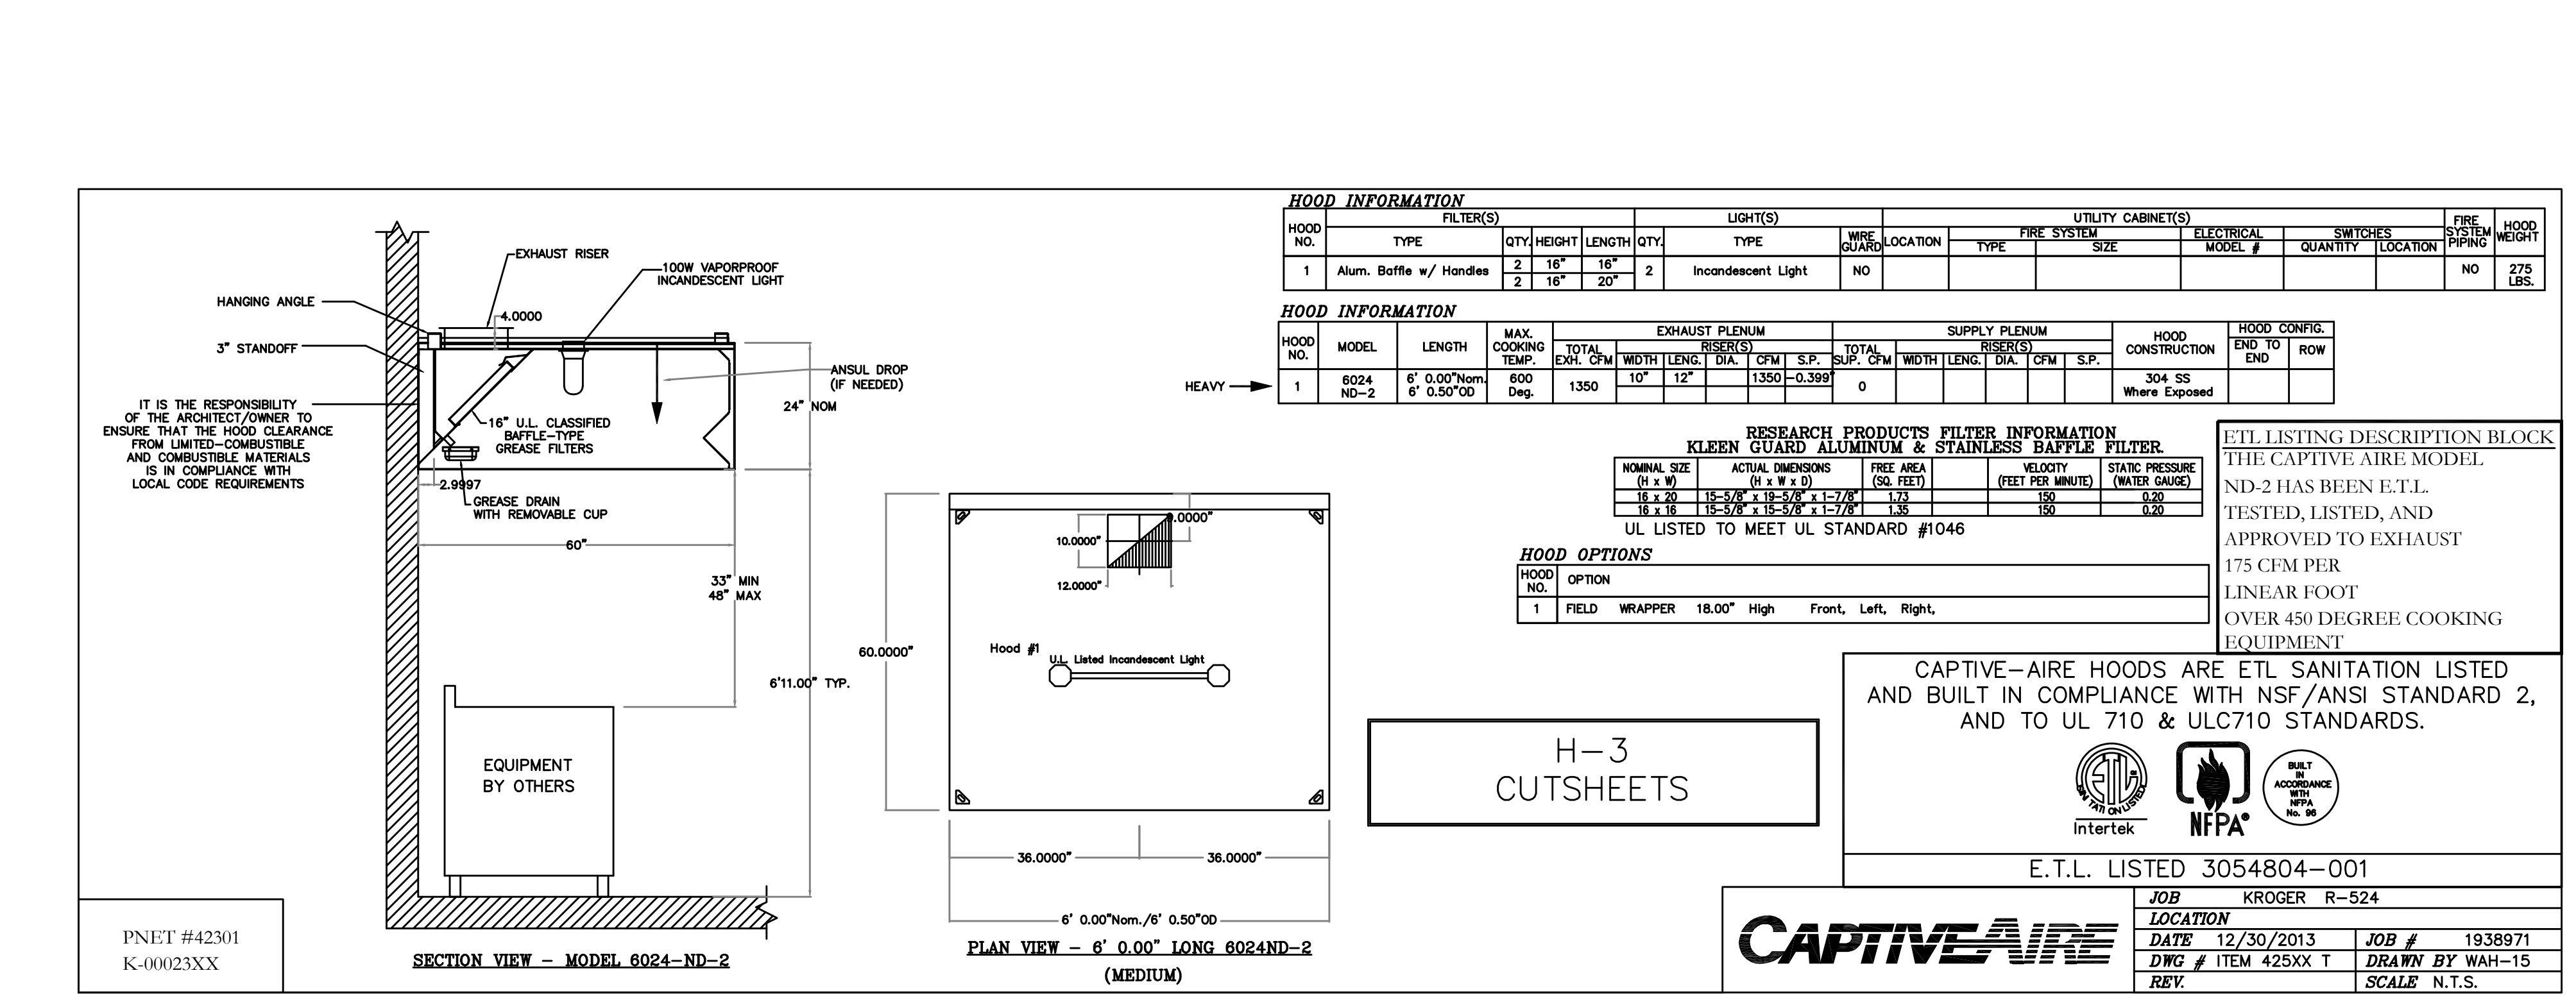 HOOD INFORMATION
HOOD NO.
FILTER(S)
LIGHT(S)
UTILITY CABINET(S)
FIRE SYSTEM PIPING
HOOD WEIGHT
TYPE QTY. HEIGHT LENGTH QTY. TYPE WIRE GUARD LOCATION
FIRE SYSTEM
ELECTRICAL
SWITCHES
TYPE SIZE MODEL # QUANTITY LOCATION
1 Alum. Baffle w/ Handles 2 16" 16" 2 Incandescent Light NO NO 275 LBS.
2 16" 20"
HOOD INFORMATION
HOOD NO. MODEL LENGTH MAX. COOKING TEMP.
EXHAUST PLENUM
SUPPLY PLENUM
HOOD CONSTRUCTION
HOOD CONFIG.
TOTAL EXH. CFM
RISER(S)
WIDTH LENG. DIA. CFM S.P.
TOTAL SUP. CFM
RISER(S)
WIDTH LENG. DIA. CFM S.P.
END TO END ROW
HEAVY
1 6024 ND-2 6' 0.00"Nom. 6' 0.50"OD 600 Deg. 1350 10" 12" 1350 -0.399" 0 304 SS Where Exposed
RESEARCH PRODUCTS FILTER INFORMATION
KLEEN GUARD ALUMINUM & STAINLESS BAFFLE FILTER.
NOMINAL SIZE (H x W) ACTUAL DIMENSIONS (H x W x D) FREE AREA (SQ. FEET) VELOCITY (FEET PER MINUTE) STATIC PRESSURE (WATER GAUGE)
16 x 20 15-5/8" x 19-5/8" x 1-7/8" 1.73 150 0.20
16 x 16 15-5/8" x 15-5/8" x 1-7/8" 1.35 150 0.20
UL LISTED TO MEET UL STANDARD #1046
HOOD OPTIONS
HOOD NO. OPTION
1 FIELD WRAPPER 18.00" High Front, Left, Right,
ETL LISTING DESCRIPTION BLOCK
THE CAPTIVE AIRE MODEL
ND-2 HAS BEEN E.T.L.
TESTED, LISTED, AND
APPROVED TO EXHAUST
175 CFM PER
LINEAR FOOT
OVER 450 DEGREE COOKING
EQUIPMENT
CAPTIVE-AIRE HOODS ARE ETL SANITATION LISTED
AND BUILT IN COMPLIANCE WITH NSF/ANSI STANDARD 2,
AND TO UL 710 & ULC710 STANDARDS.
ETL
SANITATION LISTED
Intertek
NFPA®
BUILT
IN
ACCORDANCE
WITH
NFPA
No. 96
E.T.L. LISTED 3054804-001
EXHAUST RISER
100W VAPORPROOF
INCANDESCENT LIGHT
HANGING ANGLE
4.0000
3" STANDOFF
ANSUL DROP
(IF NEEDED)
24" NOM
IT IS THE RESPONSIBILITY
OF THE ARCHITECT/OWNER TO
ENSURE THAT THE HOOD CLEARANCE
FROM LIMITED-COMBUSTIBLE
AND COMBUSTIBLE MATERIALS
IS IN COMPLIANCE WITH
LOCAL CODE REQUIREMENTS
16" U.L. CLASSIFIED
BAFFLE-TYPE
GREASE FILTERS
2.9997
GREASE DRAIN
WITH REMOVABLE CUP
60"
33" MIN
48" MAX
6'11.00" TYP.
EQUIPMENT
BY OTHERS
SECTION VIEW - MODEL 6024-ND-2
.0000"
10.0000"
12.0000"
60.0000"
Hood #1
U.L. Listed Incandescent Light
36.0000"
36.0000"
6' 0.00"Nom./6' 0.50"OD
PLAN VIEW - 6' 0.00" LONG 6024ND-2
(MEDIUM)
H-3
CUTSHEETS
PNET #42301
K-00023XX
CAPTIVEAIRE
JOB KROGER R-524
LOCATION
DATE 12/30/2013 JOB # 1938971
DWG # ITEM 425XX T DRAWN BY WAH-15
REV. SCALE N.T.S.